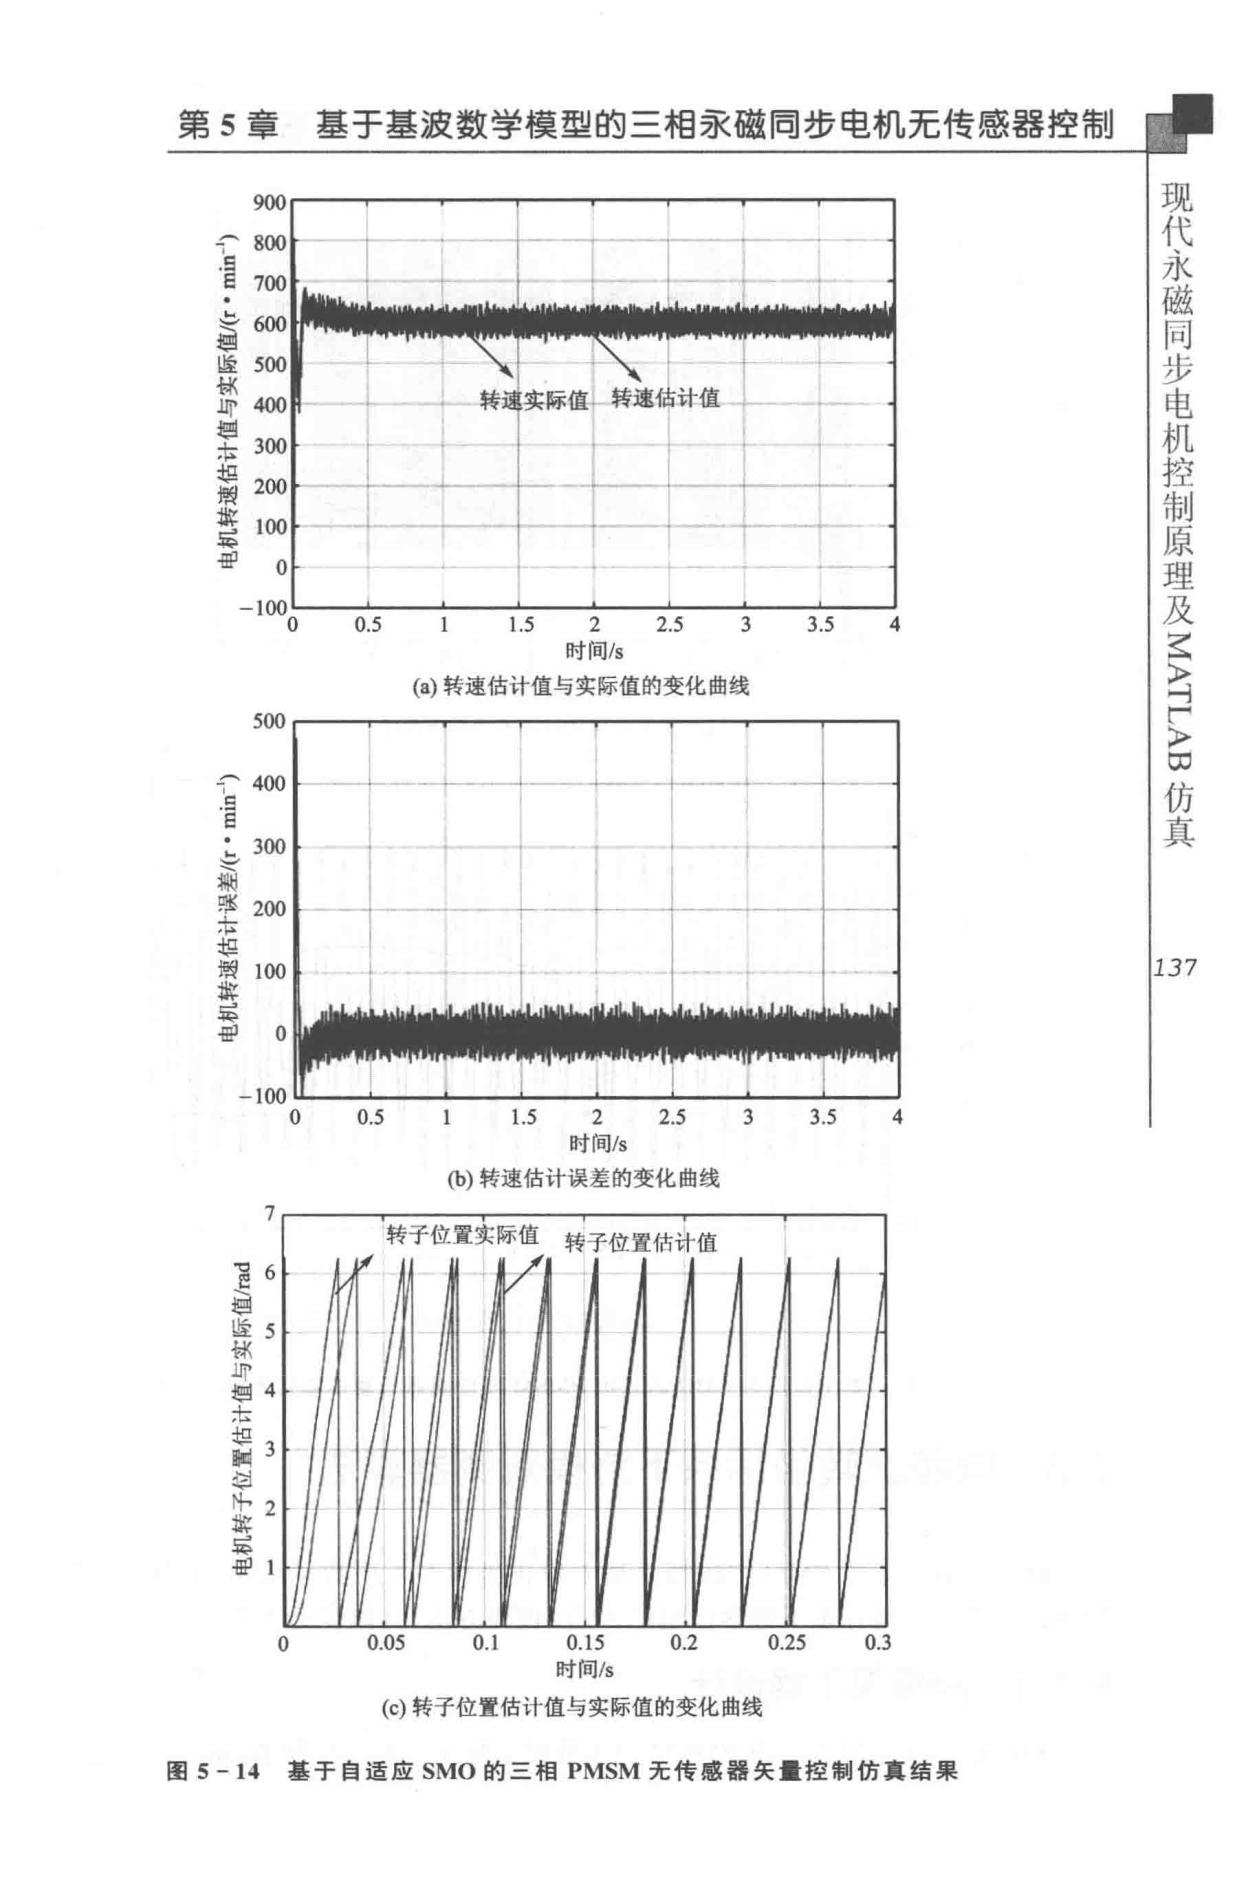 第 5 章 基于基波数学模型的三相永磁同步电机无传感器控制
900
800
700
600
500
400
300
200
100
0
−100
电机转速估计值与实际值/(r·min⁻¹)
转速实际值 转速估计值
0 0.5 1 1.5 2 2.5 3 3.5 4
时间/s
(a) 转速估计值与实际值的变化曲线
500
400
300
200
100
0
−100
电机转速估计误差/(r·min⁻¹)
0 0.5 1 1.5 2 2.5 3 3.5 4
时间/s
(b) 转速估计误差的变化曲线
7
6
5
4
3
2
1
电机转子位置估计值与实际值/rad
转子位置实际值 转子位置估计值
0 0.05 0.1 0.15 0.2 0.25 0.3
时间/s
(c) 转子位置估计值与实际值的变化曲线
图 5-14 基于自适应 SMO 的三相 PMSM 无传感器矢量控制仿真结果
现代永磁同步电机控制原理及MATLAB仿真
137